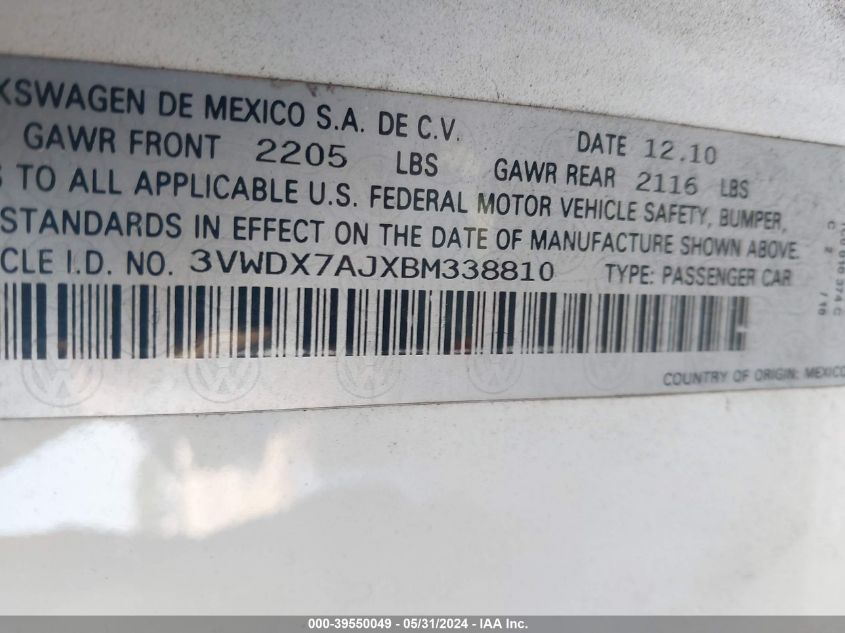 KSWAGEN DE MEXICO S.A. DE C.V. DATE 12.10
GAWR FRONT 2205 LBS GAWR REAR 2116 LBS
S TO ALL APPLICABLE U.S. FEDERAL MOTOR VEHICLE SAFETY, BUMPER,
STANDARDS IN EFFECT ON THE DATE OF MANUFACTURE SHOWN ABOVE.
CLE I.D. NO. 3VWDX7AJXBM338810 TYPE: PASSENGER CAR
COUNTRY OF ORIGIN: MEXICO
000-39550049 - 05/31/2024 - IAA Inc.